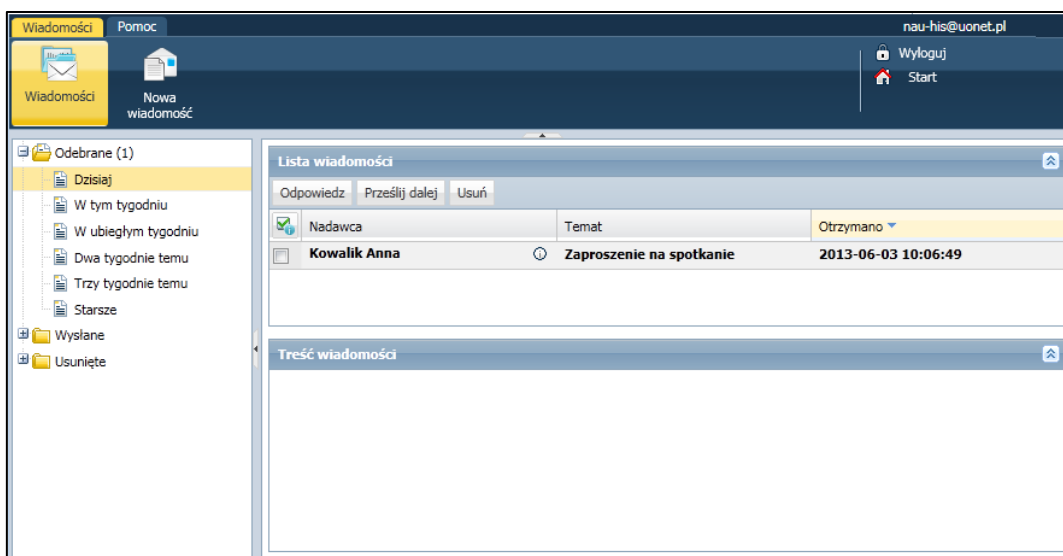 Wiadomości Pomoc nau-his@uonet.pl
Wyloguj
Start
Wiadomości
Nowa
wiadomość
Odebrane (1)
Dzisiaj
W tym tygodniu
W ubiegłym tygodniu
Dwa tygodnie temu
Trzy tygodnie temu
Starsze
Wysłane
Usunięte
Lista wiadomości
Odpowiedz Prześlij dalej Usuń
Nadawca Temat Otrzymano
Kowalik Anna Zaproszenie na spotkanie 2013-06-03 10:06:49
Treść wiadomości